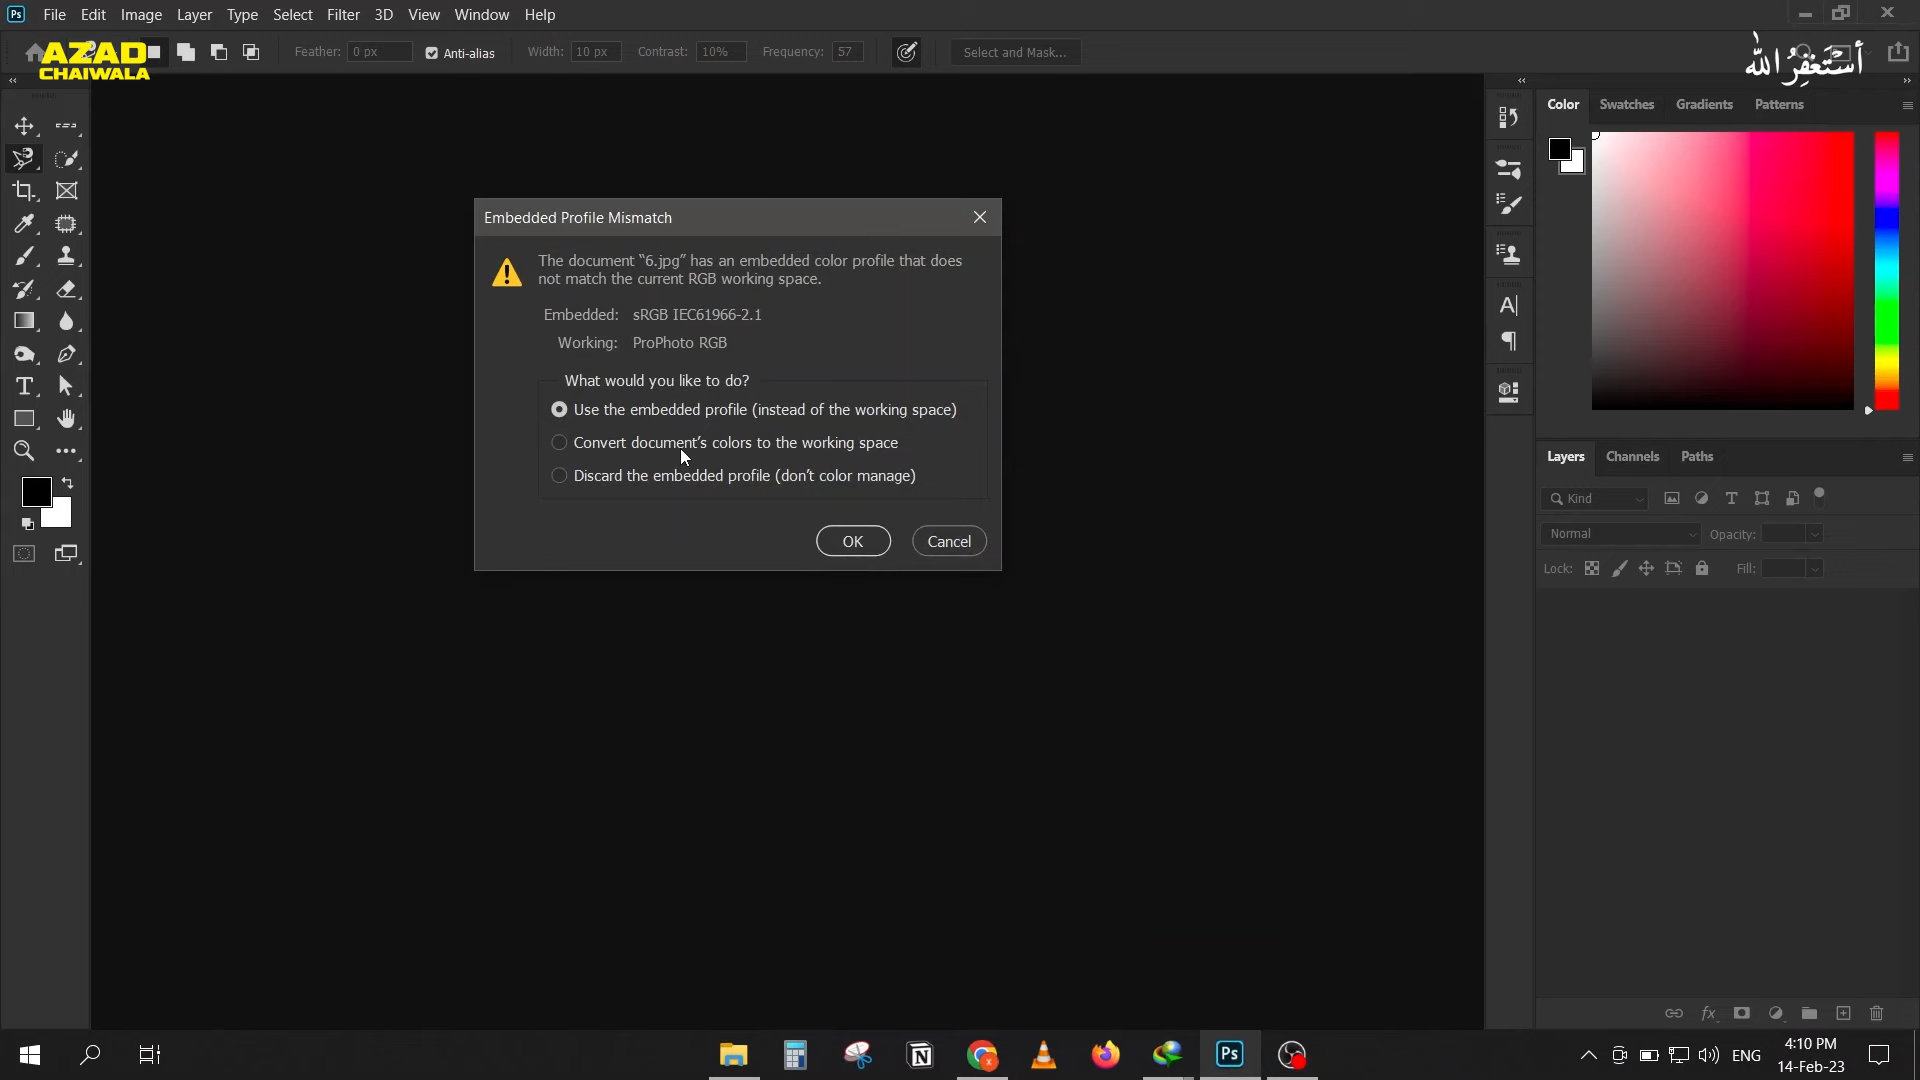 File Edit Image Layer Type Select Filter 3D View Window Help
AZAD
CHAIWALA
Feather: 0 px Anti-alias Width: 10 px Contrast: 10% Frequency: 57 Select and Mask...
أَسْتَغْفِرُ اللّٰه
Color Swatches Gradients Patterns
Embedded Profile Mismatch
The document “6.jpg” has an embedded color profile that does
not match the current RGB working space.
Embedded: sRGB IEC61966-2.1
Working: ProPhoto RGB
What would you like to do?
Use the embedded profile (instead of the working space)
Convert document’s colors to the working space
Discard the embedded profile (don’t color manage)
OK Cancel
Layers Channels Paths
Kind
Normal Opacity:
Lock: Fill:
fx
Ps
ENG
4:10 PM
14-Feb-23